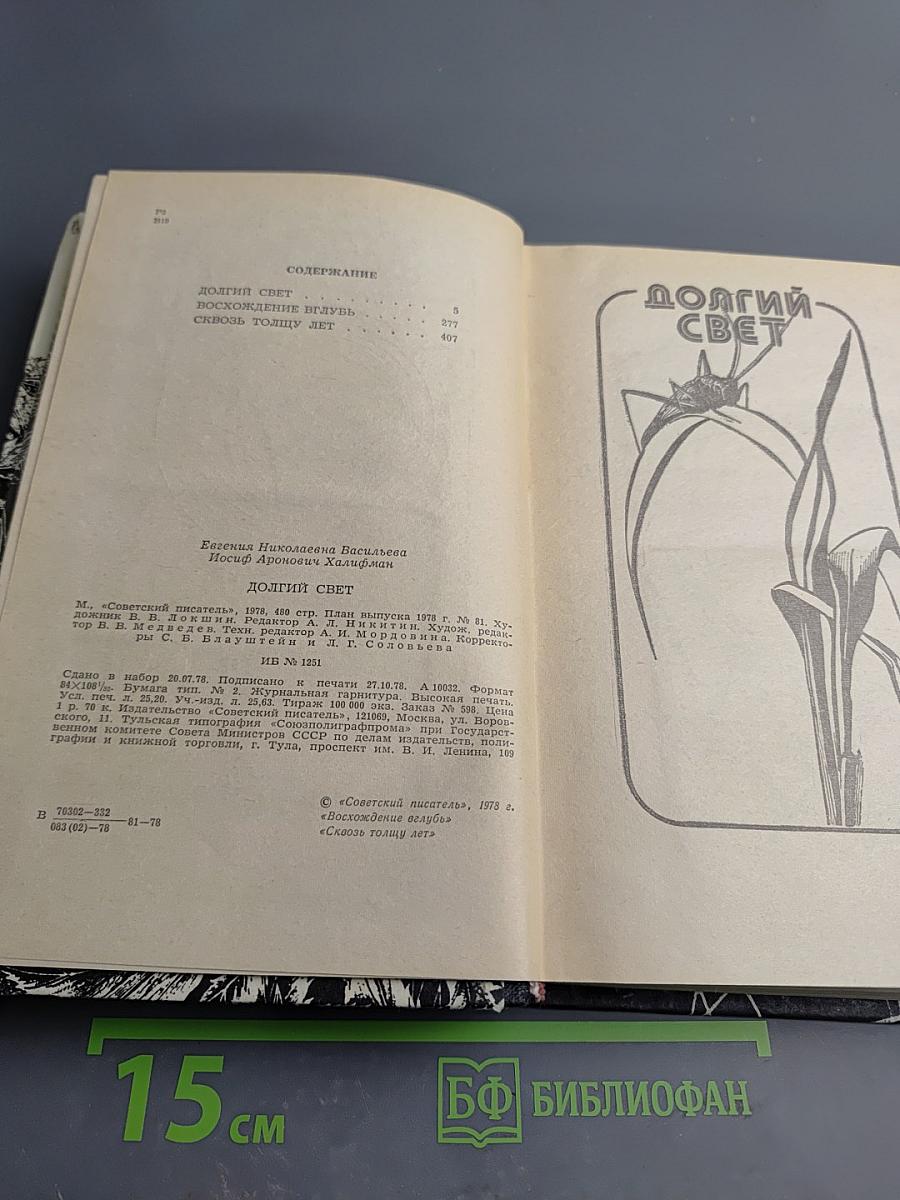 СОДЕРЖАНИЕ
ДОЛГИЙ СВЕТ . . . . . . . . . 5
ВОСХОЖДЕНИЕ ВГЛУБЬ . . . . . 277
СКВОЗЬ ТОЛЩУ ЛЕТ . . . . . . 407
Евгения Николаевна Васильева
Иосиф Аронович Халифман
ДОЛГИЙ СВЕТ
М., «Советский писатель», 1978, 480 стр. План выпуска 1978 г. № 81. Ху-
дожник В. В. Локшин. Редактор А. Л. Никитин. Худож. редак-
тор В. В. Медведев. Техн. редактор А. И. Мордовина. Корректо-
ры С. Б. Блауштейн и Л. Г. Соловьева
ИБ № 1251
Сдано в набор 20.07.78. Подписано к печати 27.10.78. А 10032. Формат
84×108¹/₃₂. Бумага тип. № 2. Журнальная гарнитура. Высокая печать.
Усл. печ. л. 25,20. Уч.-изд. л. 25,63. Тираж 100 000 экз. Заказ № 598. Цена
1 р. 70 к. Издательство «Советский писатель», 121069, Москва, ул. Воров-
ского, 11. Тульская типография «Союзполиграфпрома» при Государст-
венном комитете Совета Министров СССР по делам издательств, поли-
графии и книжной торговли, г. Тула, проспект им. В. И. Ленина, 109
В 70302—332
083(02)—78 81—78
© «Советский писатель», 1978 г.
«Восхождение вглубь»
«Сквозь толщу лет»
ДОЛГИЙ
СВЕТ
15 см
БФ БИБЛИОФАН